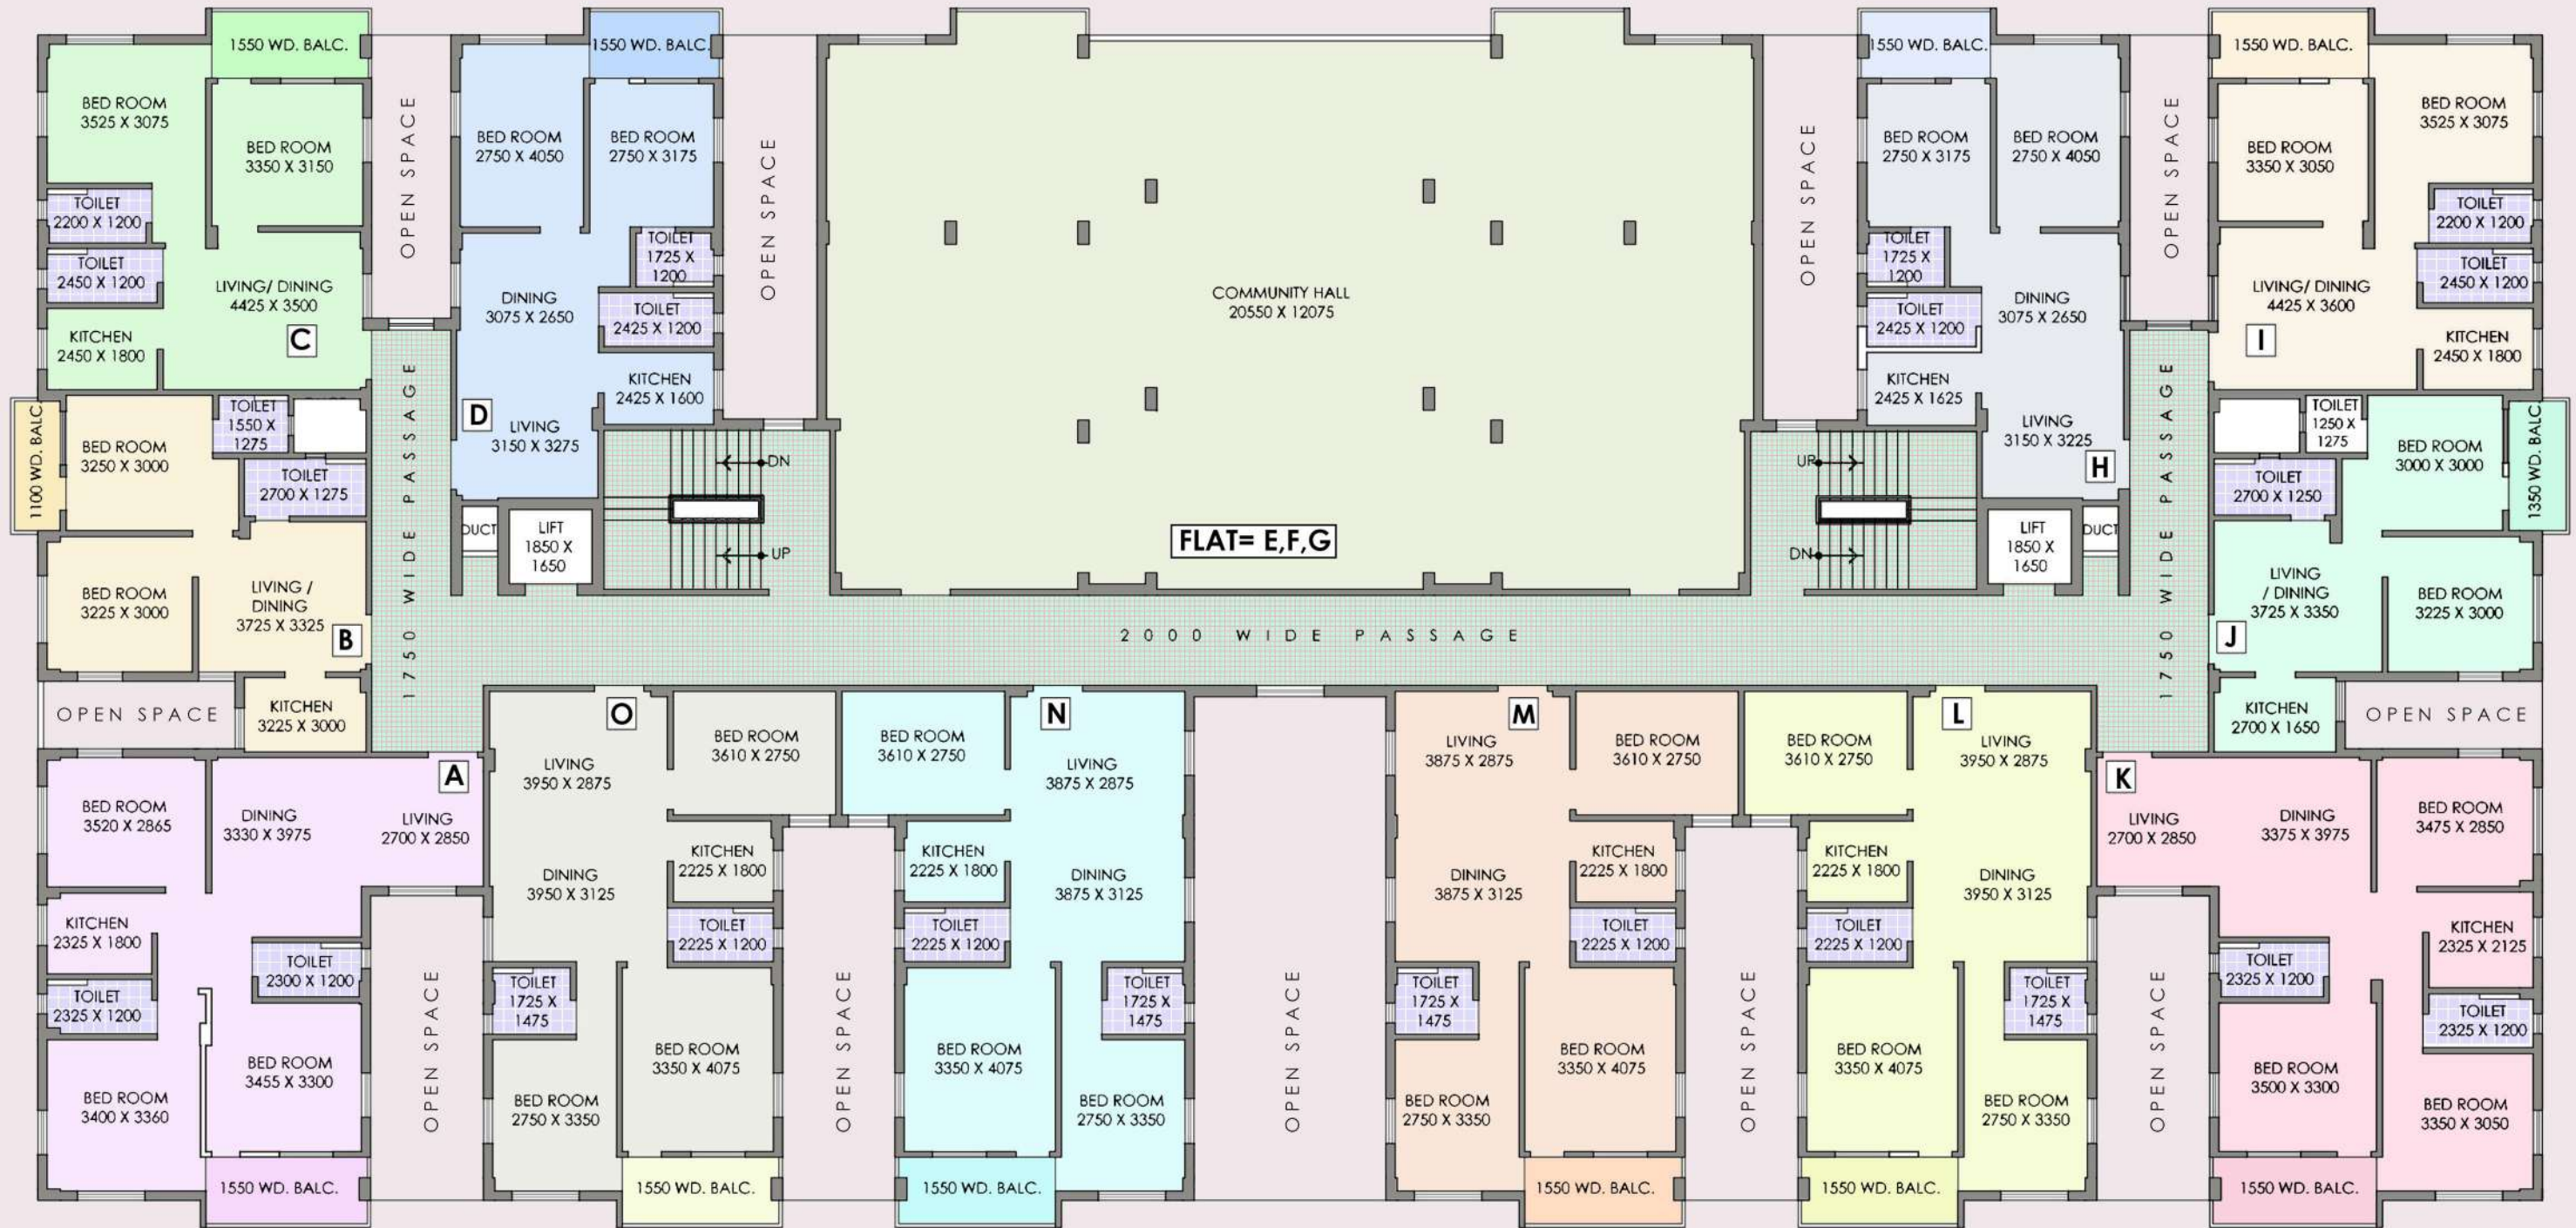 1550 WD. BALC.
BED ROOM
3525 X 3075
BED ROOM
3350 X 3150
TOILET
2200 X 1200
TOILET
2450 X 1200
LIVING/ DINING
4425 X 3500
KITCHEN
2450 X 1800
C
OPEN SPACE
1550 WD. BALC.
BED ROOM
2750 X 4050
BED ROOM
2750 X 3175
TOILET
1725 X
1200
DINING
3075 X 2650
TOILET
2425 X 1200
KITCHEN
2425 X 1600
D
LIVING
3150 X 3275
OPEN SPACE
COMMUNITY HALL
20550 X 12075
FLAT= E,F,G
OPEN SPACE
1550 WD. BALC.
BED ROOM
2750 X 3175
BED ROOM
2750 X 4050
TOILET
1725 X
1200
DINING
3075 X 2650
TOILET
2425 X 1200
KITCHEN
2425 X 1625
LIVING
3150 X 3225
H
OPEN SPACE
1550 WD. BALC.
BED ROOM
3525 X 3075
BED ROOM
3350 X 3050
TOILET
2200 X 1200
TOILET
2450 X 1200
LIVING/ DINING
4425 X 3600
I
KITCHEN
2450 X 1800
1100 WD. BALC.
BED ROOM
3250 X 3000
TOILET
1550 X
1275
TOILET
2700 X 1275
BED ROOM
3225 X 3000
LIVING /
DINING
3725 X 3325
B
KITCHEN
3225 X 3000
OPEN SPACE
1750 WIDE PASSAGE
DUCT
LIFT
1850 X
1650
DN
UP
2000 WIDE PASSAGE
UP
DN
LIFT
1850 X
1650
DUCT
1750 WIDE PASSAGE
TOILET
1250 X
1275
BED ROOM
3000 X 3000
1350 WD. BALC.
TOILET
2700 X 1250
LIVING
/ DINING
3725 X 3350
BED ROOM
3225 X 3000
J
KITCHEN
2700 X 1650
OPEN SPACE
A
BED ROOM
3520 X 2865
DINING
3330 X 3975
LIVING
2700 X 2850
KITCHEN
2325 X 1800
TOILET
2300 X 1200
TOILET
2325 X 1200
BED ROOM
3455 X 3300
BED ROOM
3400 X 3360
1550 WD. BALC.
OPEN SPACE
O
LIVING
3950 X 2875
BED ROOM
3610 X 2750
KITCHEN
2225 X 1800
DINING
3950 X 3125
TOILET
2225 X 1200
TOILET
1725 X
1475
BED ROOM
3350 X 4075
BED ROOM
2750 X 3350
1550 WD. BALC.
OPEN SPACE
N
BED ROOM
3610 X 2750
LIVING
3875 X 2875
KITCHEN
2225 X 1800
DINING
3875 X 3125
TOILET
2225 X 1200
TOILET
1725 X
1475
BED ROOM
3350 X 4075
BED ROOM
2750 X 3350
1550 WD. BALC.
OPEN SPACE
M
LIVING
3875 X 2875
BED ROOM
3610 X 2750
KITCHEN
2225 X 1800
DINING
3875 X 3125
TOILET
2225 X 1200
TOILET
1725 X
1475
BED ROOM
3350 X 4075
BED ROOM
2750 X 3350
1550 WD. BALC.
OPEN SPACE
L
BED ROOM
3610 X 2750
LIVING
3950 X 2875
KITCHEN
2225 X 1800
DINING
3950 X 3125
TOILET
2225 X 1200
TOILET
1725 X
1475
BED ROOM
3350 X 4075
BED ROOM
2750 X 3350
1550 WD. BALC.
OPEN SPACE
K
LIVING
2700 X 2850
DINING
3375 X 3975
BED ROOM
3475 X 2850
KITCHEN
2325 X 2125
TOILET
2325 X 1200
TOILET
2325 X 1200
BED ROOM
3500 X 3300
BED ROOM
3350 X 3050
1550 WD. BALC.